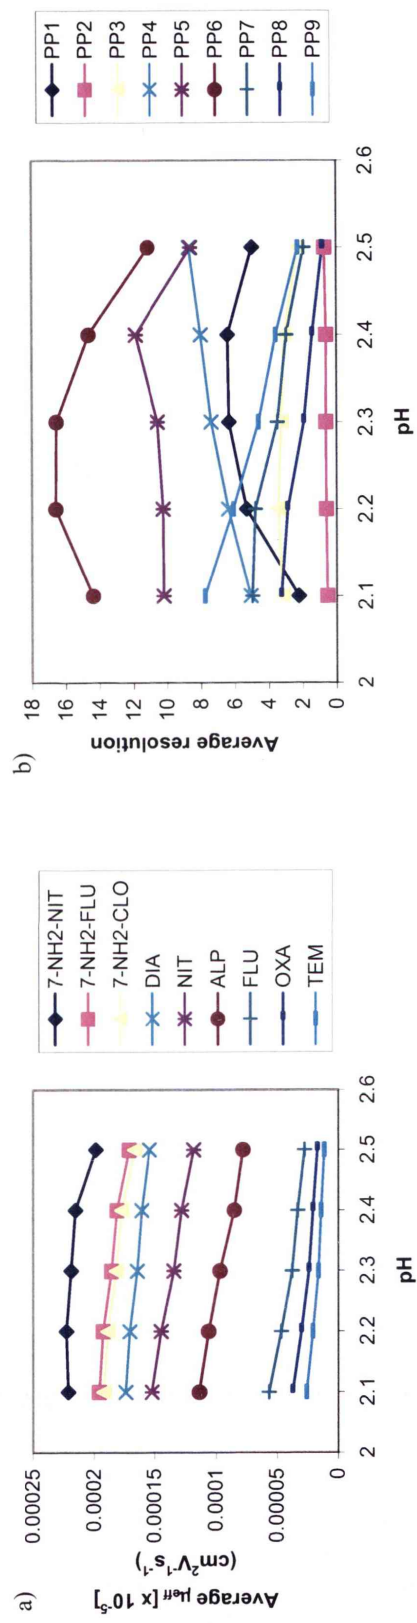 a)
Average μeff [x 10⁻⁵]
(cm²V⁻¹s⁻¹)
0.00025
0.0002
0.00015
0.0001
0.00005
0
2
2.1
2.2
2.3
2.4
2.5
2.6
pH
7-NH2-NIT
7-NH2-FLU
7-NH2-CLO
DIA
NIT
ALP
FLU
OXA
TEM
b)
Average resolution
18
16
14
12
10
8
6
4
2
0
2
2.1
2.2
2.3
2.4
2.5
2.6
pH
PP1
PP2
PP3
PP4
PP5
PP6
PP7
PP8
PP9